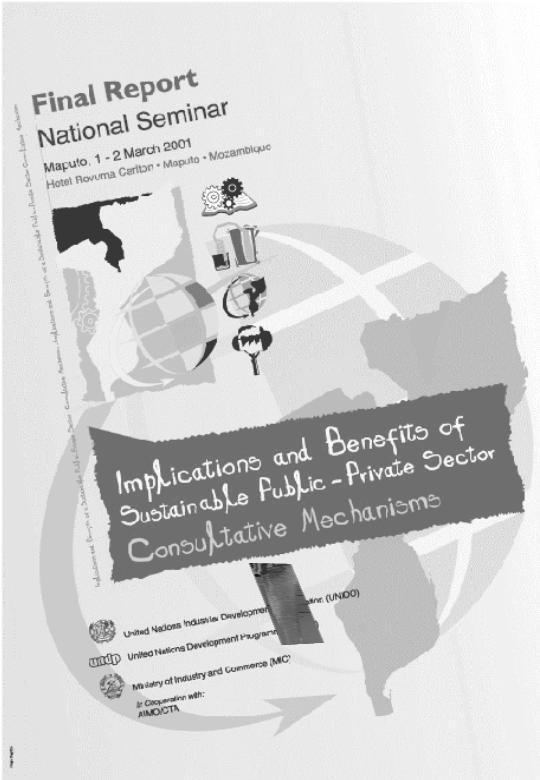 Final Report
National Seminar
Maputo, 1 - 2 March 2001
Hotel Rovuma Carlton • Maputo • Mozambique
Implications and Benefits of
Sustainable Public - Private Sector
Consultative Mechanisms
United Nations Industrial (UNIDO)
undp United Nations Development
Ministry of Industry and Commerce (MIC)
In Cooperation with:
AIMO/CTA